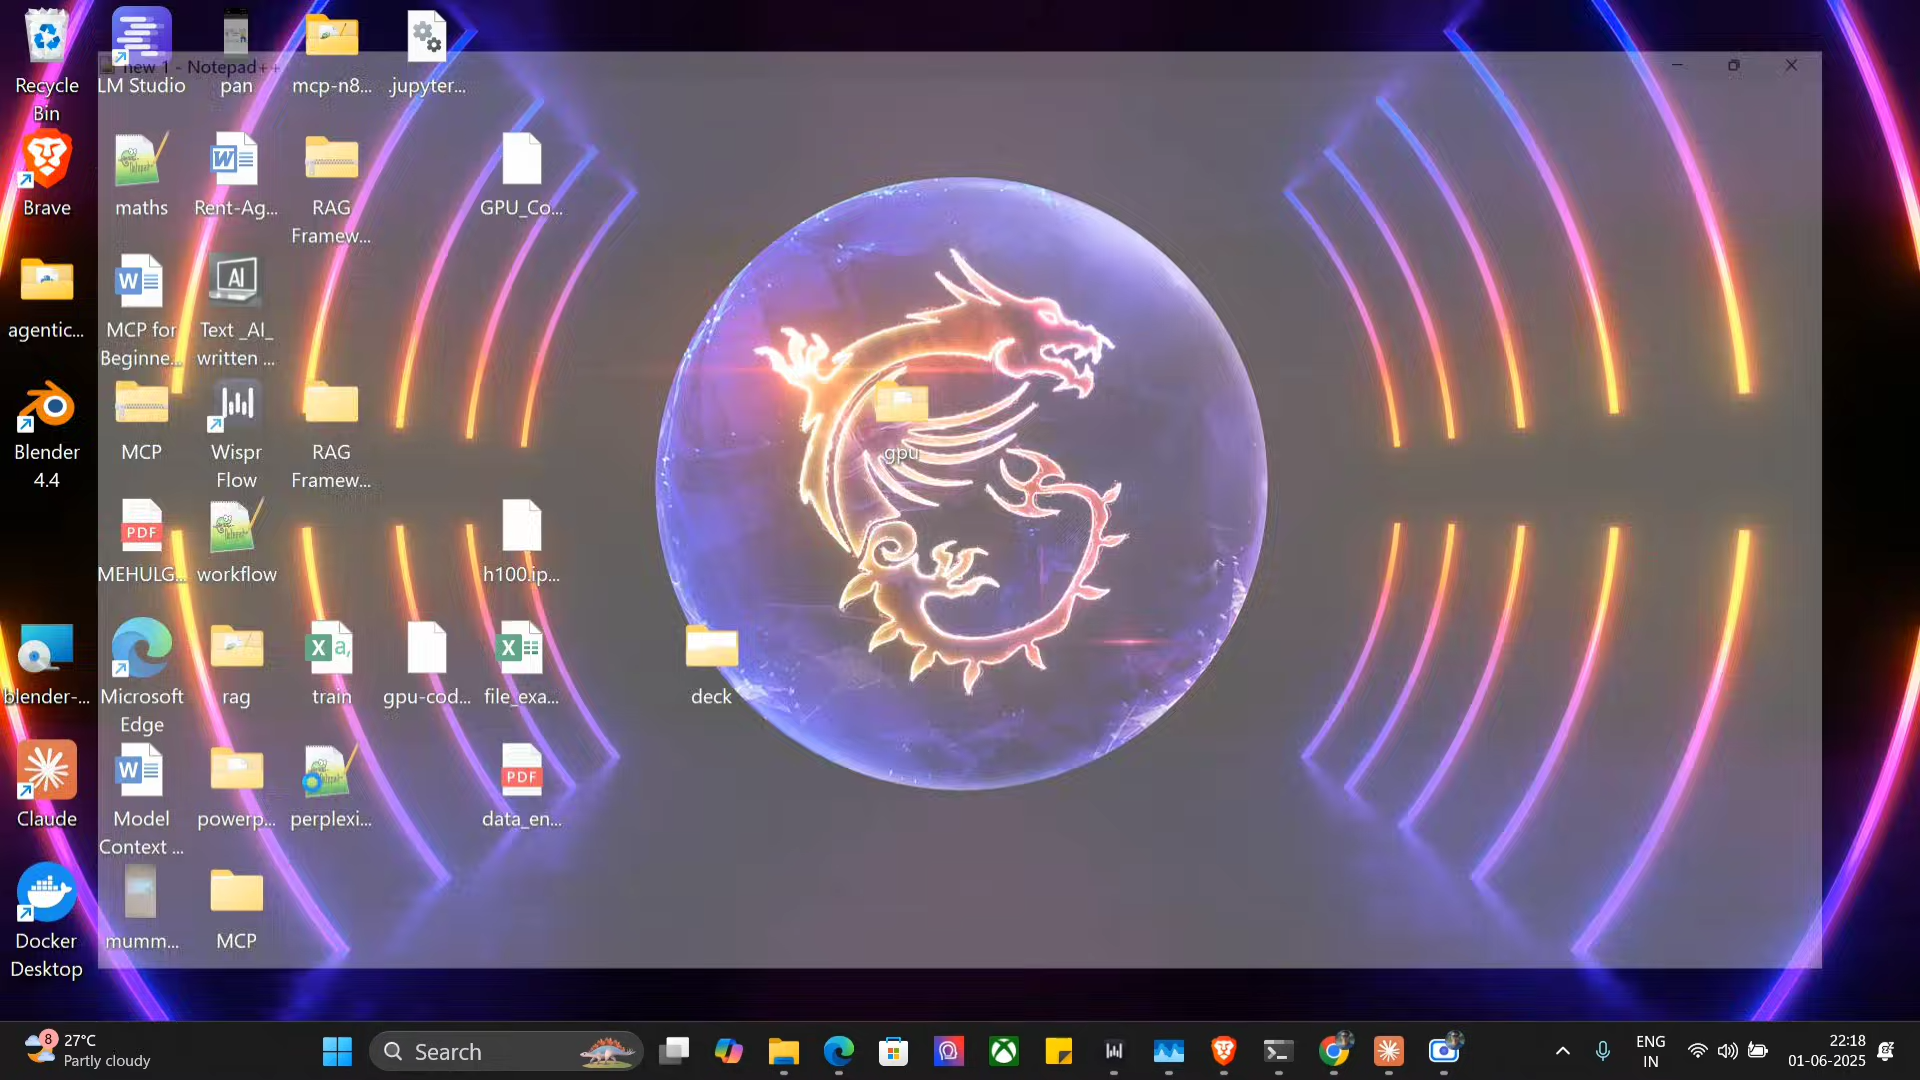 new 1 - Notepad++
Recycle Bin
LM Studio
pan
mcp-n8...
.jupyter...
Brave
maths
Rent-Ag...
RAG Framew...
GPU_Co...
agentic...
MCP for Beginne...
Text _AI_ written ...
AI
Blender 4.4
MCP
Wispr Flow
RAG Framew...
gpu
PDF
MEHULG...
workflow
h100.ip...
blender-...
Microsoft Edge
rag
train
gpu-cod...
file_exa...
deck
Claude
Model Context ...
powerp...
perplexi...
PDF
data_en...
Docker Desktop
mumm...
MCP
8
27°C
Partly cloudy
Search
ENG
IN
22:18
01-06-2025